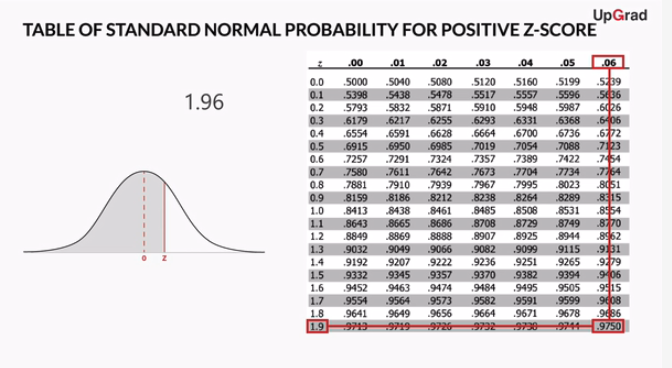 UpGrad
TABLE OF STANDARD NORMAL PROBABILITY FOR POSITIVE Z-SCORE
1.96
0 z
z .00 .01 .02 .03 .04 .05 .06
0.0 .5000 .5040 .5080 .5120 .5160 .5199 .5239
0.1 .5398 .5438 .5478 .5517 .5557 .5596 .5636
0.2 .5793 .5832 .5871 .5910 .5948 .5987 .6026
0.3 .6179 .6217 .6255 .6293 .6331 .6368 .6406
0.4 .6554 .6591 .6628 .6664 .6700 .6736 .6772
0.5 .6915 .6950 .6985 .7019 .7054 .7088 .7123
0.6 .7257 .7291 .7324 .7357 .7389 .7422 .7454
0.7 .7580 .7611 .7642 .7673 .7704 .7734 .7764
0.8 .7881 .7910 .7939 .7967 .7995 .8023 .8051
0.9 .8159 .8186 .8212 .8238 .8264 .8289 .8315
1.0 .8413 .8438 .8461 .8485 .8508 .8531 .8554
1.1 .8643 .8665 .8686 .8708 .8729 .8749 .8770
1.2 .8849 .8869 .8888 .8907 .8925 .8944 .8962
1.3 .9032 .9049 .9066 .9082 .9099 .9115 .9131
1.4 .9192 .9207 .9222 .9236 .9251 .9265 .9279
1.5 .9332 .9345 .9357 .9370 .9382 .9394 .9406
1.6 .9452 .9463 .9474 .9484 .9495 .9505 .9515
1.7 .9554 .9564 .9573 .9582 .9591 .9599 .9608
1.8 .9641 .9649 .9656 .9664 .9671 .9678 .9686
1.9 .9713 .9719 .9726 .9732 .9738 .9744 .9750